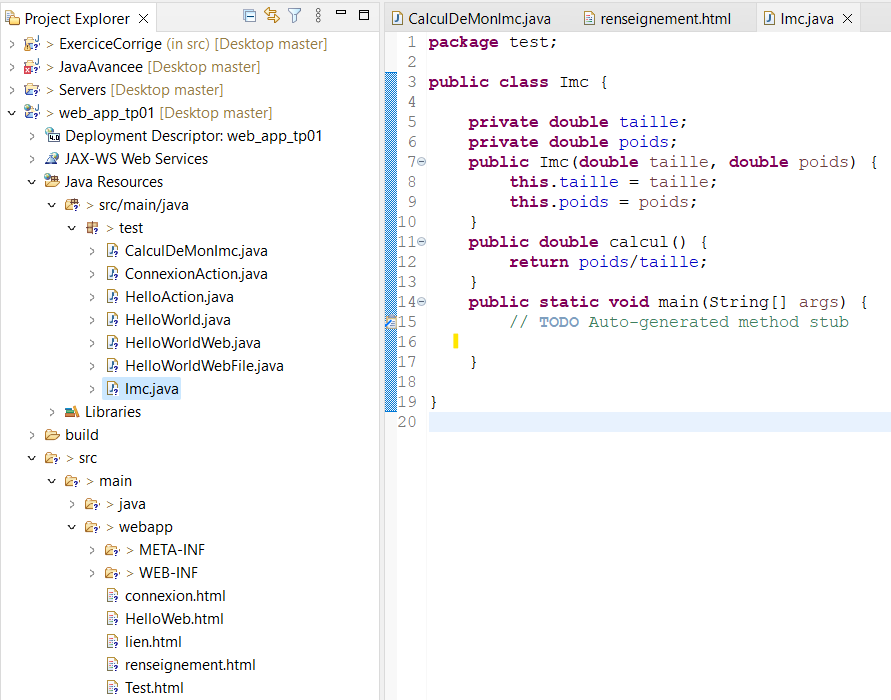 Project Explorer
> ExerciceCorrige (in src) [Desktop master]
> JavaAvancee [Desktop master]
> Servers [Desktop master]
> web_app_tp01 [Desktop master]
Deployment Descriptor: web_app_tp01
JAX-WS Web Services
Java Resources
> src/main/java
> test
CalculDeMonImc.java
ConnexionAction.java
HelloAction.java
HelloWorld.java
HelloWorldWeb.java
HelloWorldWebFile.java
Imc.java
Libraries
build
> src
> main
> java
> webapp
> META-INF
> WEB-INF
connexion.html
HelloWeb.html
lien.html
renseignement.html
Test.html
CalculDeMonImc.java renseignement.html Imc.java
1 package test;
2
3 public class Imc {
4
5 private double taille;
6 private double poids;
7 public Imc(double taille, double poids) {
8 this.taille = taille;
9 this.poids = poids;
10 }
11 public double calcul() {
12 return poids/taille;
13 }
14 public static void main(String[] args) {
15 // TODO Auto-generated method stub
16
17 }
18
19 }
20